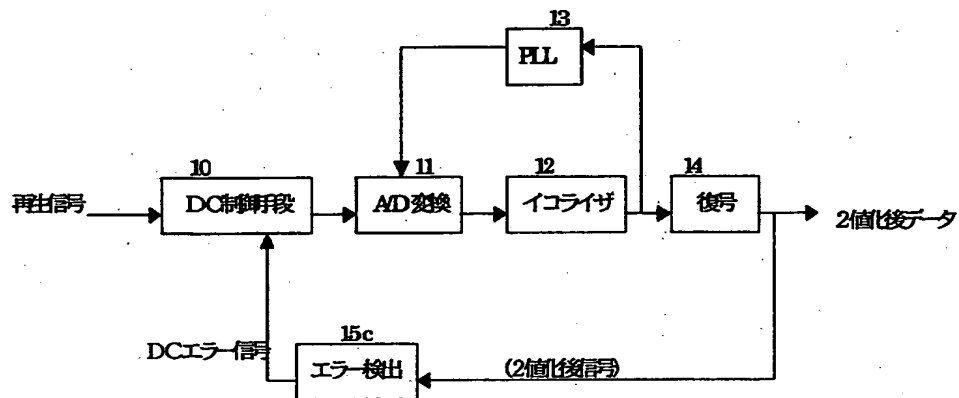 13
PLL
10
11
12
14
再生信号
DC制御手段
A/D変換
イコライザ
復号
2値化後データ
DCエラー信号
15c
エラー検出
(2値化後信号)